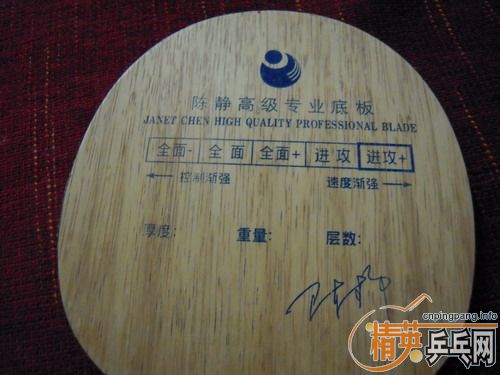 陈静高级专业底板
JANET CHEN HIGH QUALITY PROFESSIONAL BLADE
全面- 全面 全面+ 进攻 进攻+
←控制渐强 速度渐强→
厚度: 重量: 层数:
cnpingpang.info
精英乒乓网